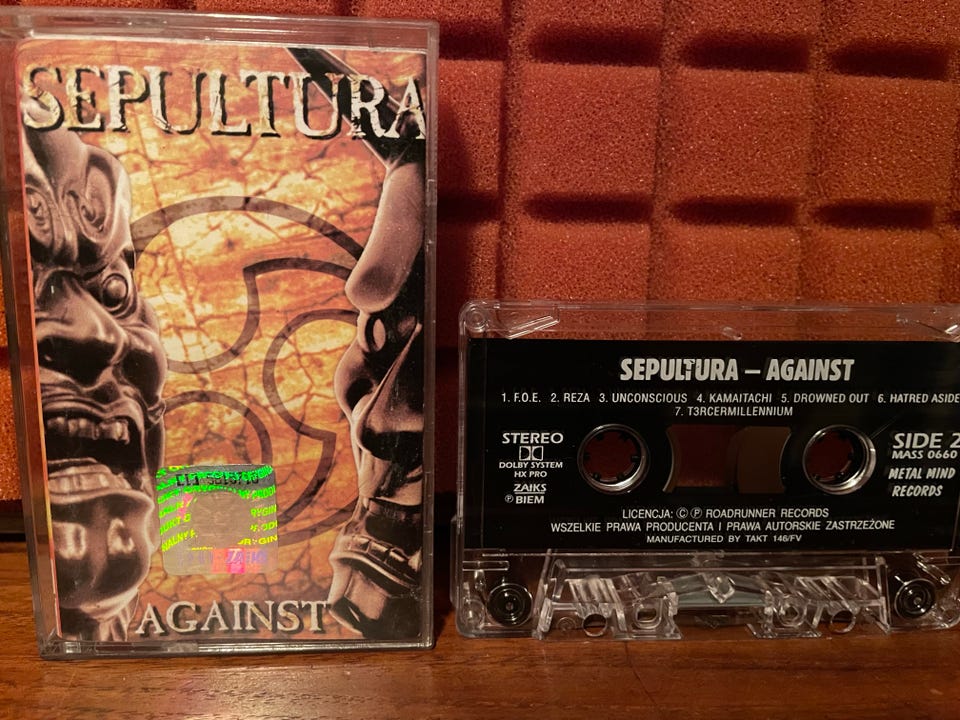 SEPULTURA
AGAINST
SEPULTURA – AGAINST
1. F.O.E. 2. REZA 3. UNCONSCIOUS 4. KAMAITACHI 5. DROWNED OUT 6. HATRED ASIDE
7. T3RCERMILLENNIUM
STEREO
DOLBY SYSTEM
HX PRO
ZAIKS
Ⓟ BIEM
SIDE 2
MASS 0660
METAL MIND
RECORDS
LICENCJA: Ⓒ Ⓟ ROADRUNNER RECORDS
WSZELKIE PRAWA PRODUCENTA I PRAWA AUTORSKIE ZASTRZEŻONE
MANUFACTURED BY TAKT 146/FV